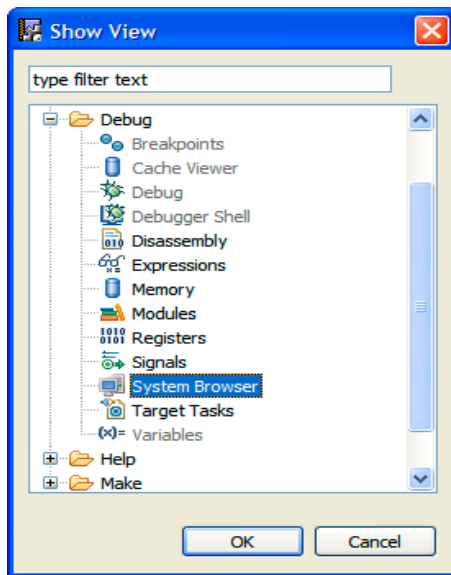 Show View
type filter text
Debug
Breakpoints
Cache Viewer
Debug
Debugger Shell
Disassembly
Expressions
Memory
Modules
Registers
Signals
System Browser
Target Tasks
(x)= Variables
Help
Make
OK Cancel